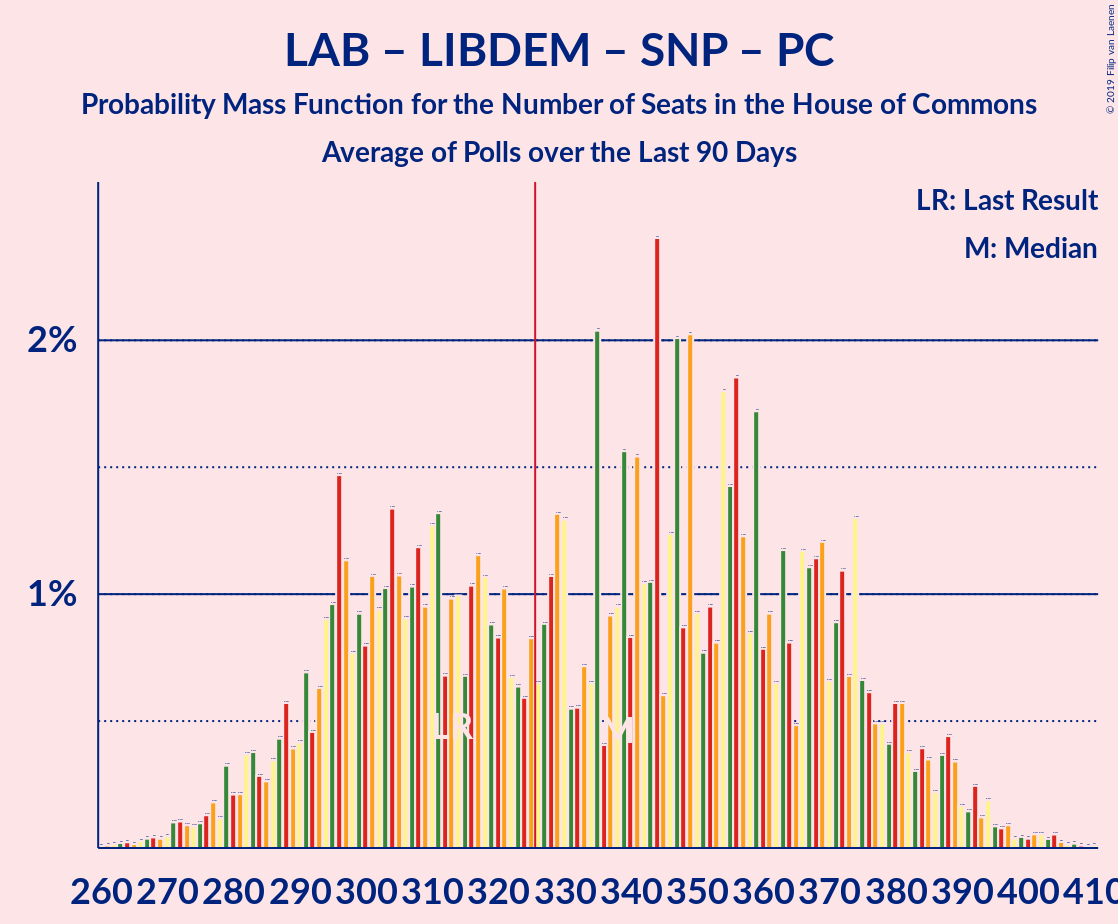 LAB – LIBDEM – SNP – PC
Probability Mass Function for the Number of Seats in the House of Commons
Average of Polls over the Last 90 Days
© 2019 Filip van Laenen
LR: Last Result
M: Median
2%
1%
LR
M
260 270 280 290 300 310 320 330 340 350 360 370 380 390 400 410